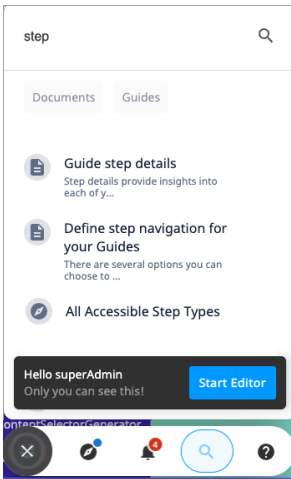 step
Documents Guides
Guide step details
Step details provide insights into
each of y...
Define step navigation for
your Guides
There are several options you can
choose to ...
All Accessible Step Types
Hello superAdmin
Only you can see this!
Start Editor
ontentSelectorGenerator
4
?